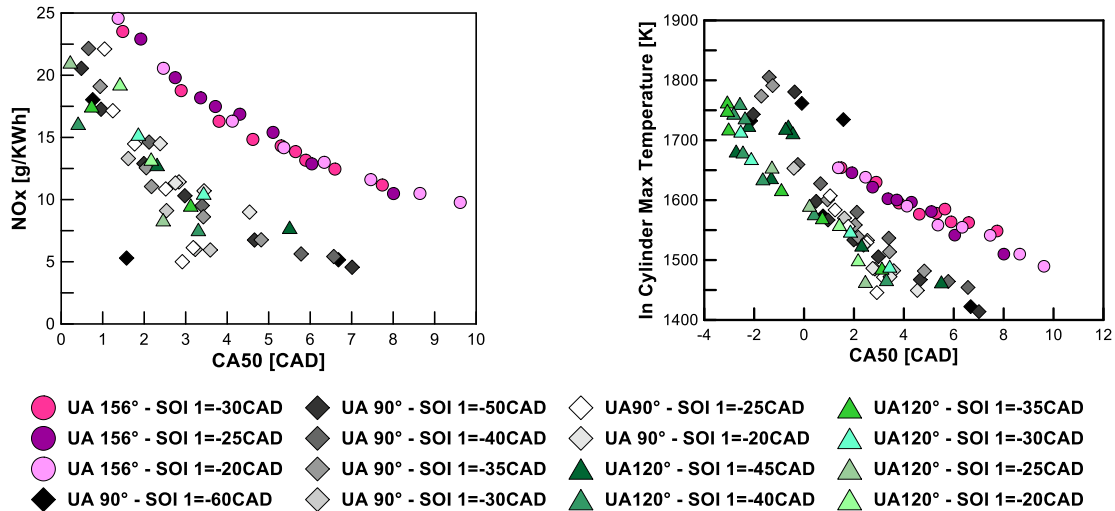 25
20
15
10
5
0
NOx [g/KWh]
0 1 2 3 4 5 6 7 8 9 10
CA50 [CAD]
1900
1800
1700
1600
1500
1400
In Cylinder Max Temperature [K]
-4 -2 0 2 4 6 8 10 12
CA50 [CAD]
UA 156° - SOI 1=-30CAD
UA 156° - SOI 1=-25CAD
UA 156° - SOI 1=-20CAD
UA 90° - SOI 1=-60CAD
UA 90° - SOI 1=-50CAD
UA 90° - SOI 1=-40CAD
UA 90° - SOI 1=-35CAD
UA 90° - SOI 1=-30CAD
UA90° - SOI 1=-25CAD
UA 90° - SOI 1=-20CAD
UA120° - SOI 1=-45CAD
UA120° - SOI 1=-40CAD
UA120° - SOI 1=-35CAD
UA120° - SOI 1=-30CAD
UA120° - SOI 1=-25CAD
UA120° - SOI 1=-20CAD